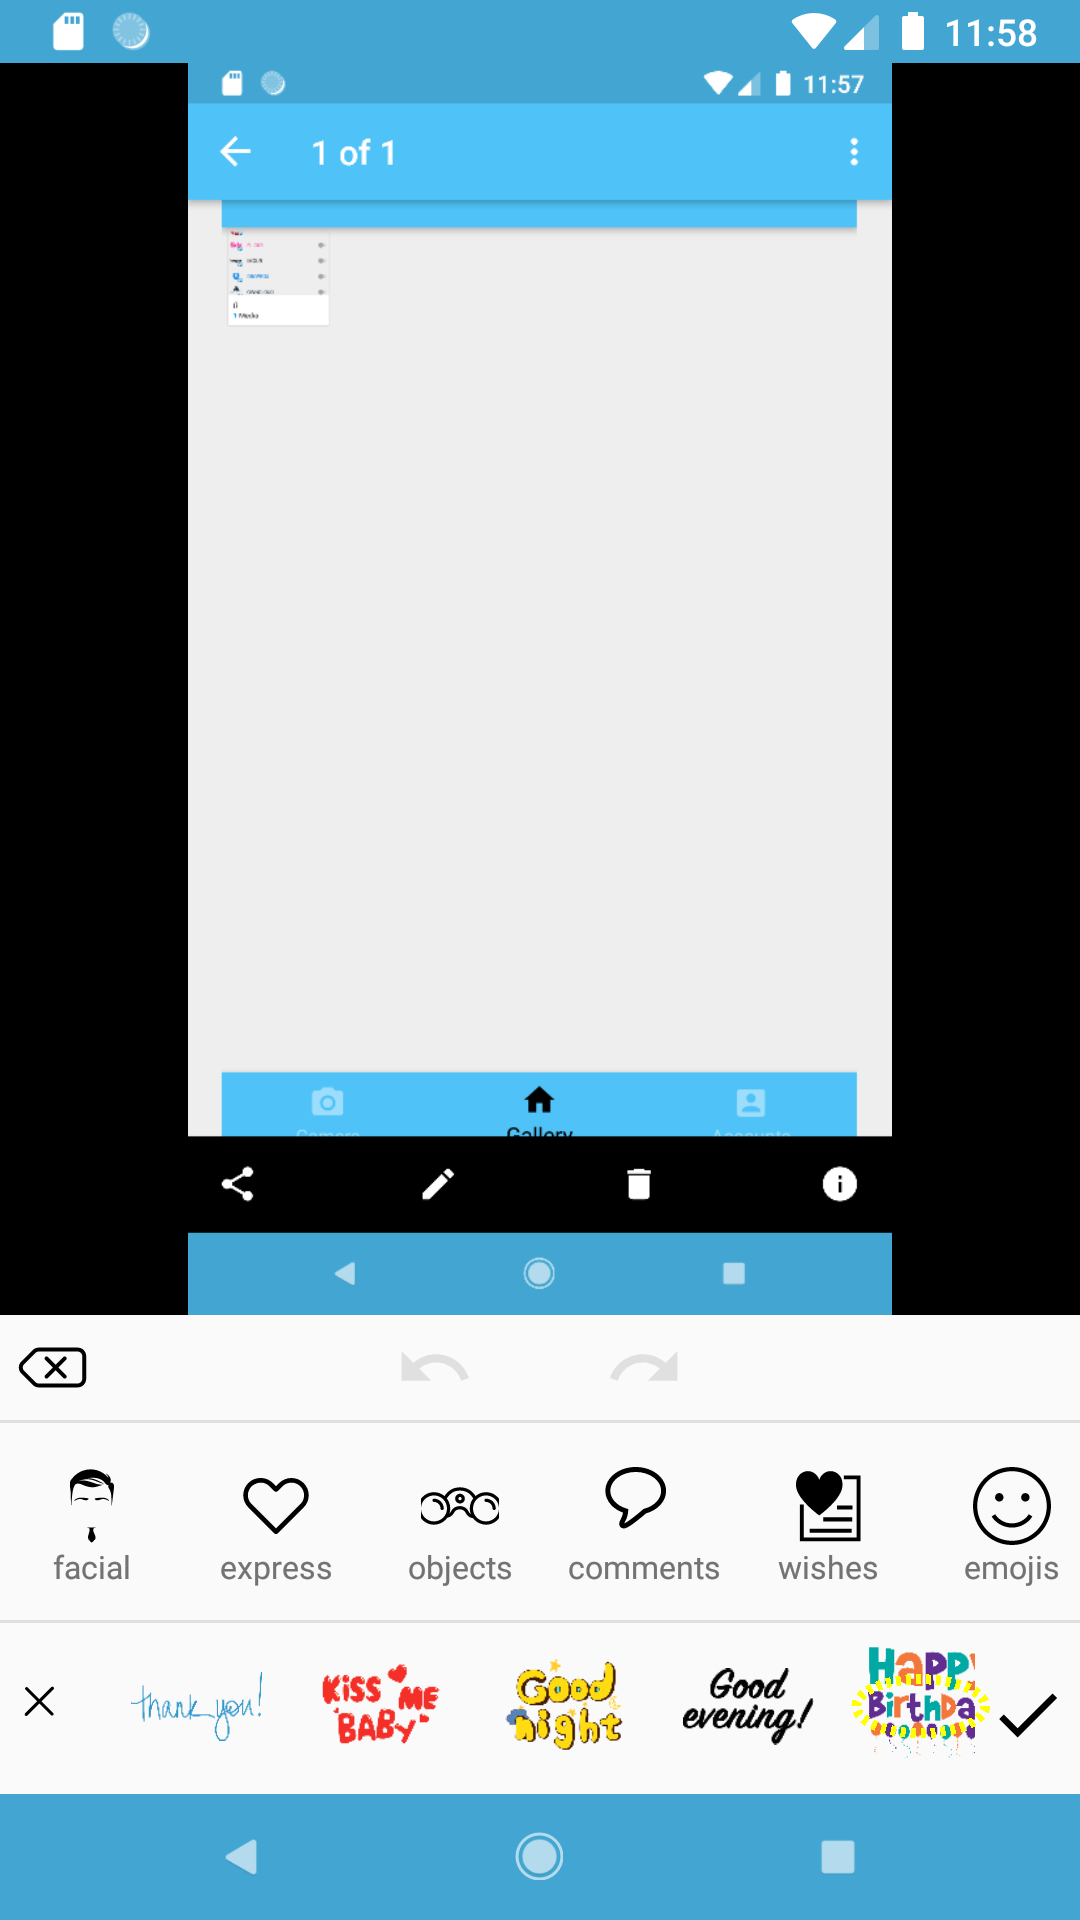 11:58
11:57
1 of 1
1 Media
Camera
Gallery
Accounts
facial
express
objects
comments
wishes
emojis
thank you!
KISS ME BABY
Good night
Good evening!
HAPPY Birthda